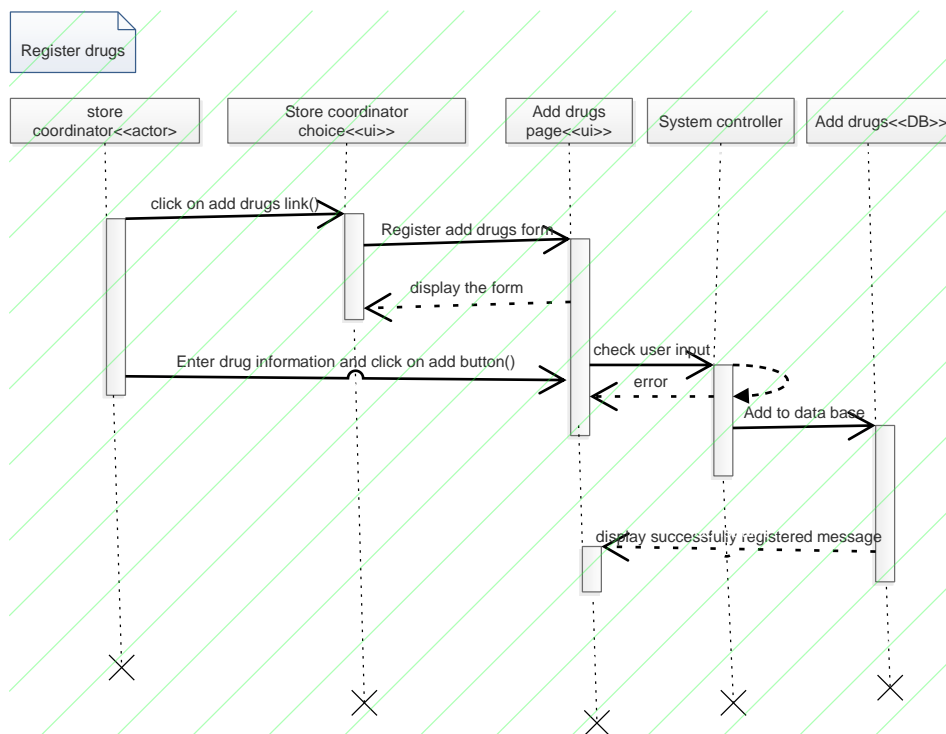 Register drugs
store
coordinator<<actor>
Store coordinator
choice<<ui>>
Add drugs
page<<ui>>
System controller
Add drugs<<DB>>
click on add drugs link()
Register add drugs form
display the form
Enter drug information and click on add button()
check user input
error
Add to data base
display successfully registered message